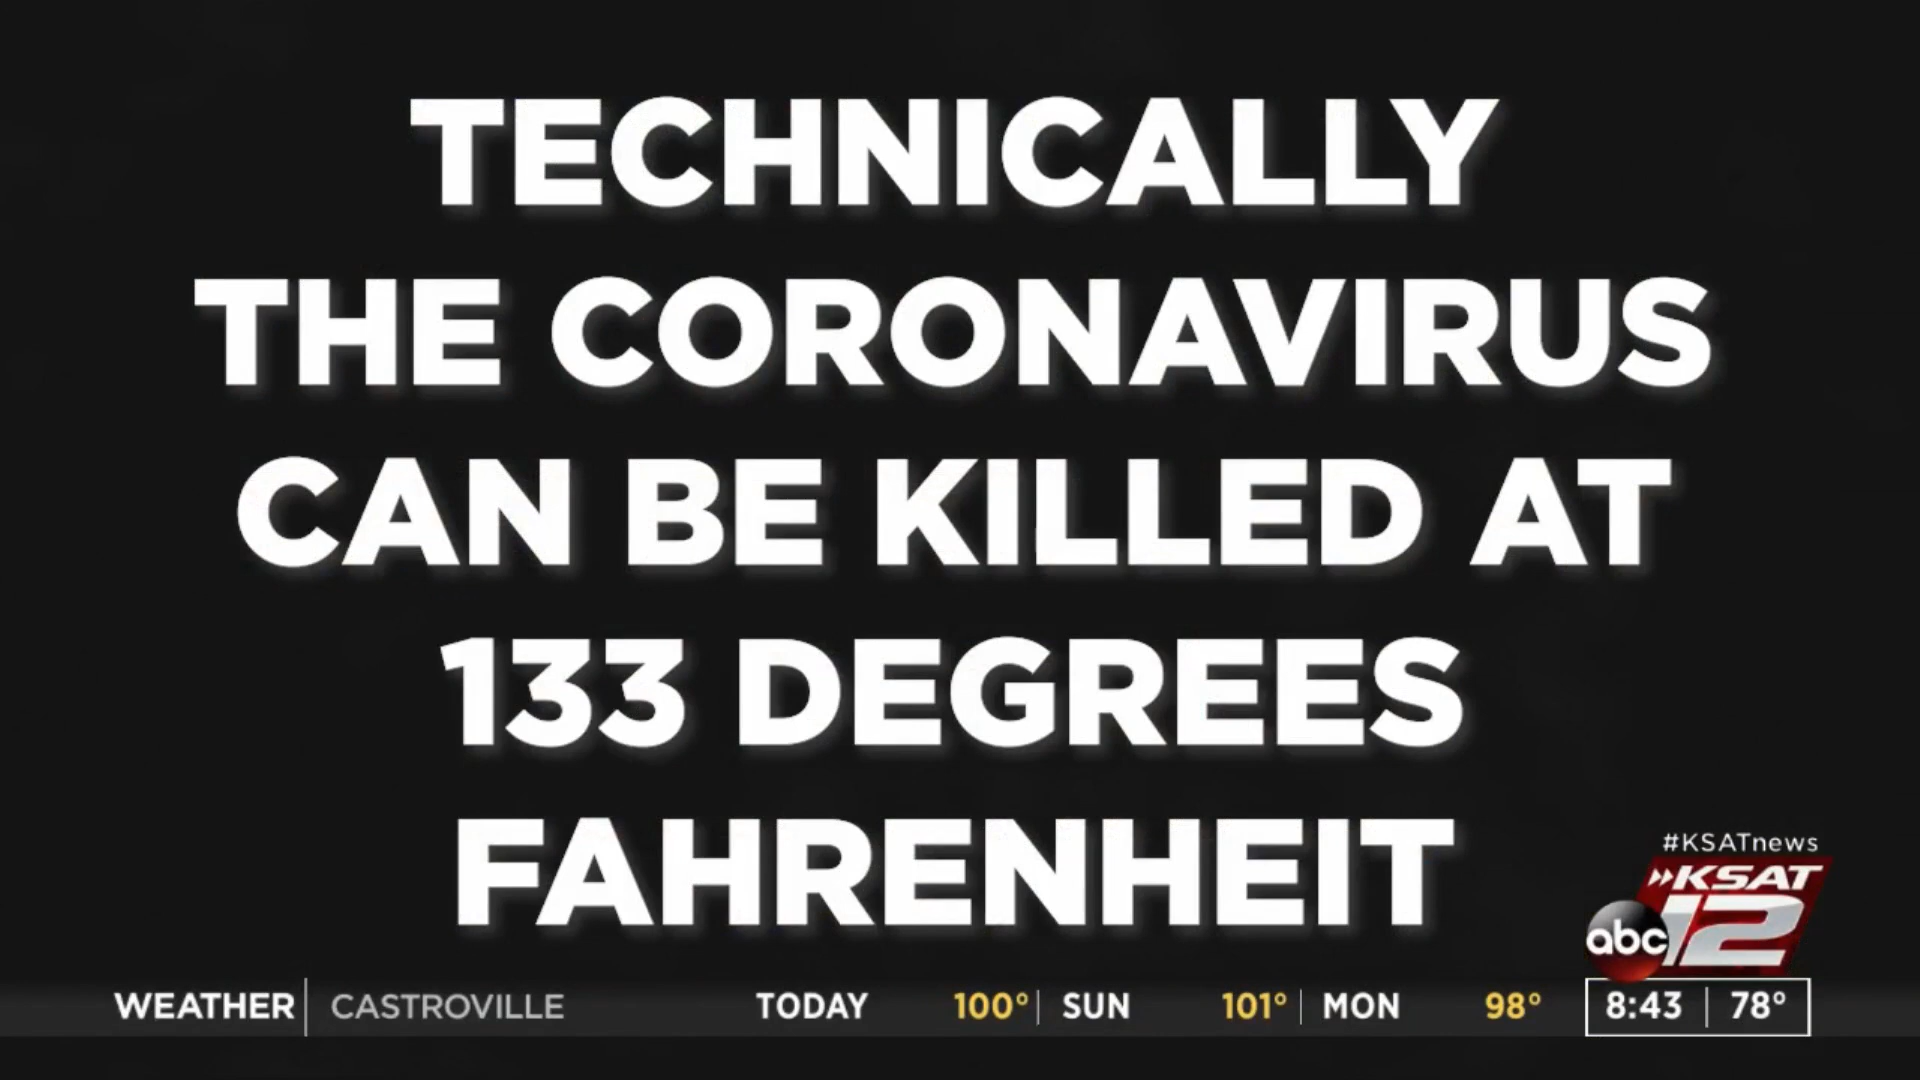 TECHNICALLY
THE CORONAVIRUS
CAN BE KILLED AT
133 DEGREES
FAHRENHEIT
#KSATnews
KSAT
12
abc
WEATHER CASTROVILLE TODAY 100° SUN 101° MON 98° 8:43 78°